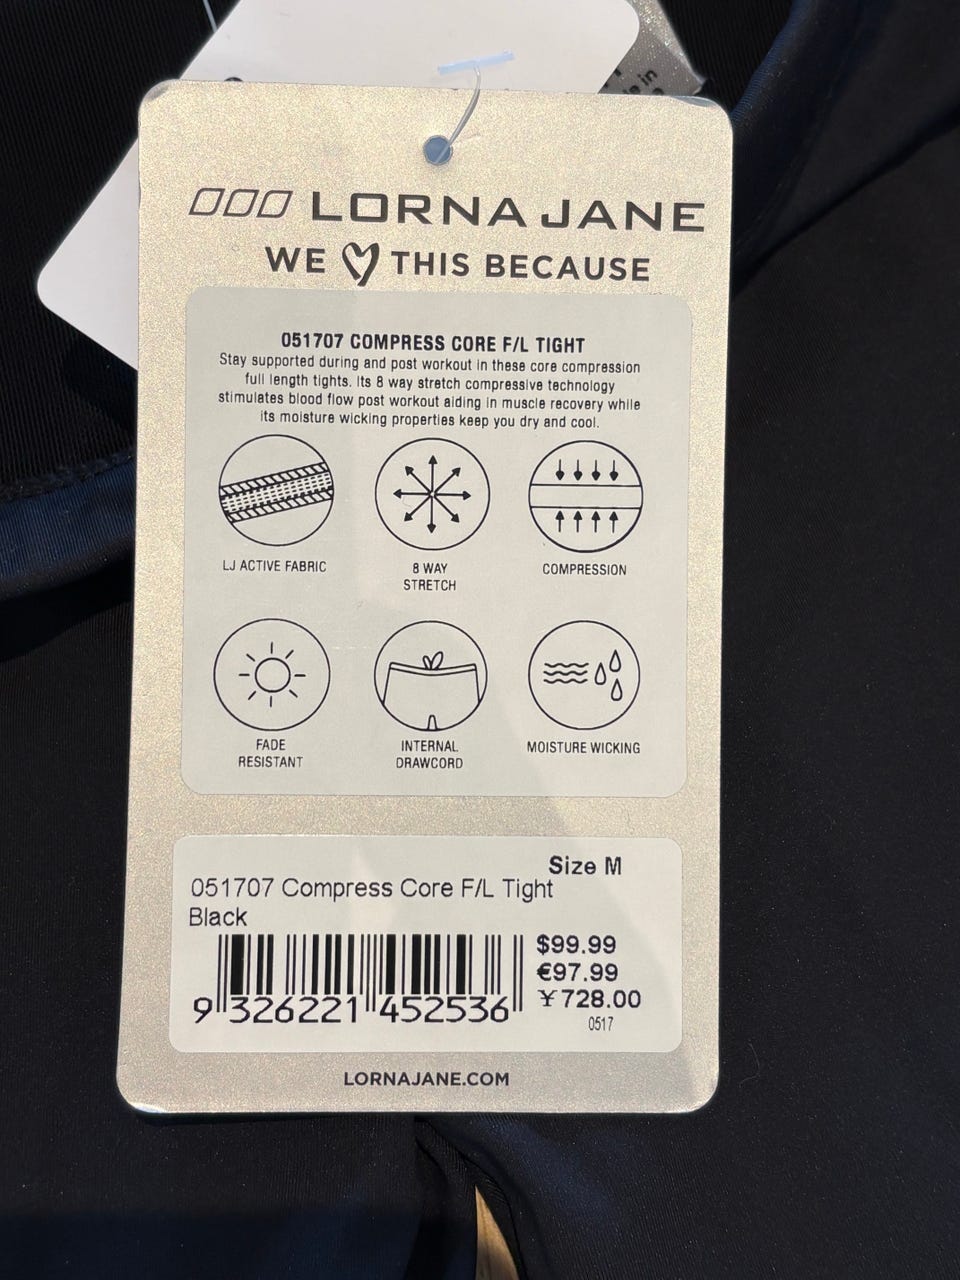 LORNA JANE
WE THIS BECAUSE
051707 COMPRESS CORE F/L TIGHT
Stay supported during and post workout in these core compression
full length tights. Its 8 way stretch compressive technology
stimulates blood flow post workout aiding in muscle recovery while
its moisture wicking properties keep you dry and cool.
LJ ACTIVE FABRIC
8 WAY
STRETCH
COMPRESSION
FADE
RESISTANT
INTERNAL
DRAWCORD
MOISTURE WICKING
Size M
051707 Compress Core F/L Tight
Black
$99.99
€97.99
¥728.00
0517
9 326221 452536
LORNAJANE.COM